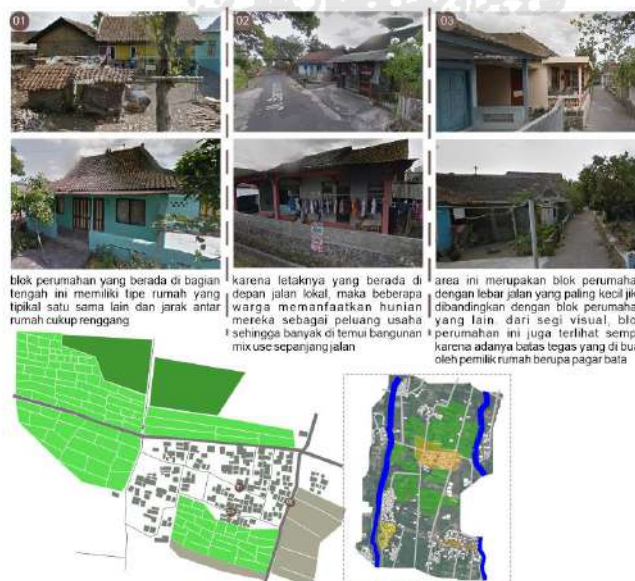 01
02
03
blok perumahan yang berada di bagian
tengah ini memiliki tipe rumah yang
tipikal satu sama lain dan jarak antar
rumah cukup renggang
karena letaknya yang berada di
depan jalan lokal, maka beberapa
warga memanfaatkan hunian
mereka sebagai peluang usaha
sehingga banyak di temui bangunan
mix use sepanjang jalan
area ini merupakan blok perumaha
dengan lebar jalan yang paling kecil jik
dibandingkan dengan blok perumaha
yang lain. dari segi visual, blo
perumahan ini juga terlihat semp
karena adanya batas tegas yang di bua
oleh pemilik rumah berupa pagar bata